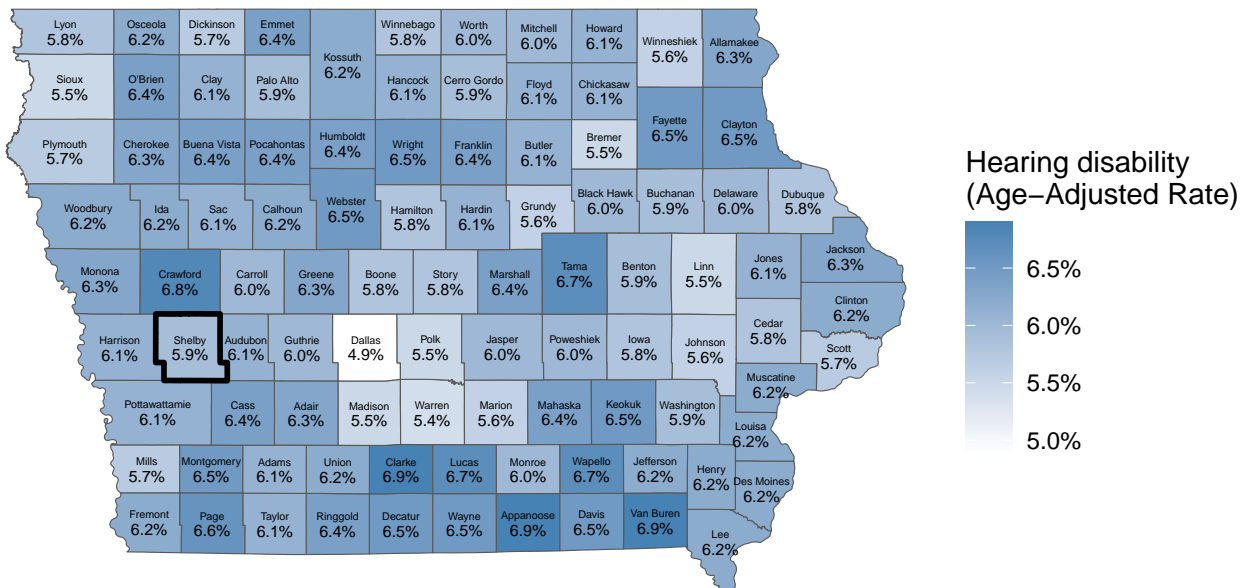 Lyon
5.8%
Osceola
6.2%
Dickinson
5.7%
Emmet
6.4%
Kossuth
6.2%
Winnebago
5.8%
Worth
6.0%
Mitchell
6.0%
Howard
6.1%
Winneshiek
5.6%
Allamakee
6.3%
Sioux
5.5%
O'Brien
6.4%
Clay
6.1%
Palo Alto
5.9%
Hancock
6.1%
Cerro Gordo
5.9%
Floyd
6.1%
Chickasaw
6.1%
Plymouth
5.7%
Cherokee
6.3%
Buena Vista
6.4%
Pocahontas
6.4%
Humboldt
6.4%
Wright
6.5%
Franklin
6.4%
Butler
6.1%
Bremer
5.5%
Fayette
6.5%
Clayton
6.5%
Woodbury
6.2%
Ida
6.2%
Sac
6.1%
Calhoun
6.2%
Webster
6.5%
Hamilton
5.8%
Hardin
6.1%
Grundy
5.6%
Black Hawk
6.0%
Buchanan
5.9%
Delaware
6.0%
Dubuque
5.8%
Monona
6.3%
Crawford
6.8%
Carroll
6.0%
Greene
6.3%
Boone
5.8%
Story
5.8%
Marshall
6.4%
Tama
6.7%
Benton
5.9%
Linn
5.5%
Jones
6.1%
Jackson
6.3%
Clinton
6.2%
Harrison
6.1%
Shelby
5.9%
Audubon
6.1%
Guthrie
6.0%
Dallas
4.9%
Polk
5.5%
Jasper
6.0%
Poweshiek
6.0%
Iowa
5.8%
Johnson
5.6%
Cedar
5.8%
Scott
5.7%
Muscatine
6.2%
Pottawattamie
6.1%
Cass
6.4%
Adair
6.3%
Madison
5.5%
Warren
5.4%
Marion
5.6%
Mahaska
6.4%
Keokuk
6.5%
Washington
5.9%
Louisa
6.2%
Mills
5.7%
Montgomery
6.5%
Adams
6.1%
Union
6.2%
Clarke
6.9%
Lucas
6.7%
Monroe
6.0%
Wapello
6.7%
Jefferson
6.2%
Henry
6.2%
Des Moines
6.2%
Fremont
6.2%
Page
6.6%
Taylor
6.1%
Ringgold
6.4%
Decatur
6.5%
Wayne
6.5%
Appanoose
6.9%
Davis
6.5%
Van Buren
6.9%
Lee
6.2%
Hearing disability
(Age−Adjusted Rate)
6.5%
6.0%
5.5%
5.0%